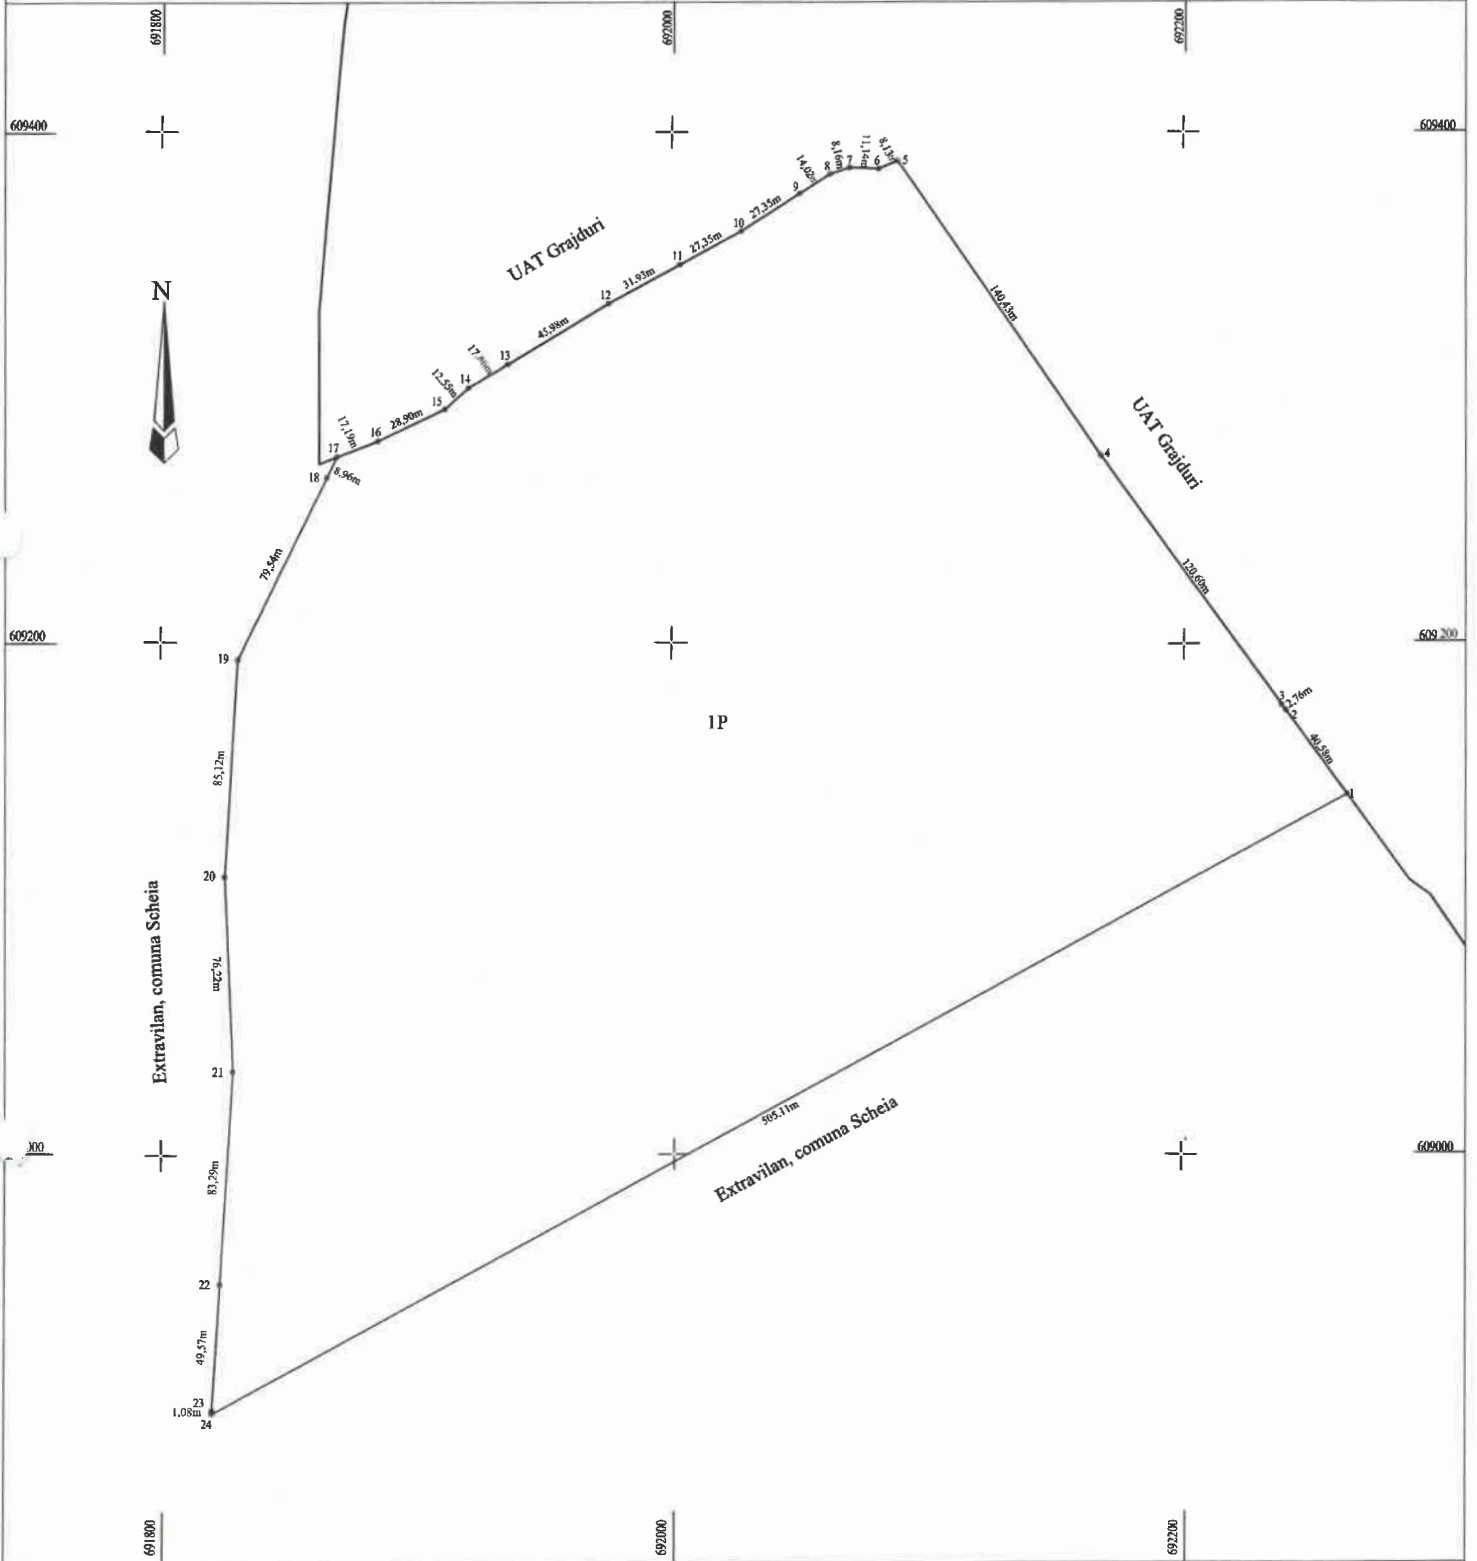 691800
692000
692200
609400
609400
5
8,13m
6
11,14m
7
8,16m
8
14,02m
9
27,35m
10
27,35m
11
31,93m
12
45,98m
13
14
12,55m
15
28,90m
16
17,19m
17
8,96m
18
UAT Grajduri
N
140,43m
UAT Grajduri
4
120,60m
79,54m
609200
609200
19
3
2,76m
2
40,58m
1
1P
85,12m
20
Extravilan, comuna Scheia
76,22m
21
505,11m
Extravilan, comuna Scheia
609000
83,29m
22
49,57m
23
1,08m
24
691800
692000
692200